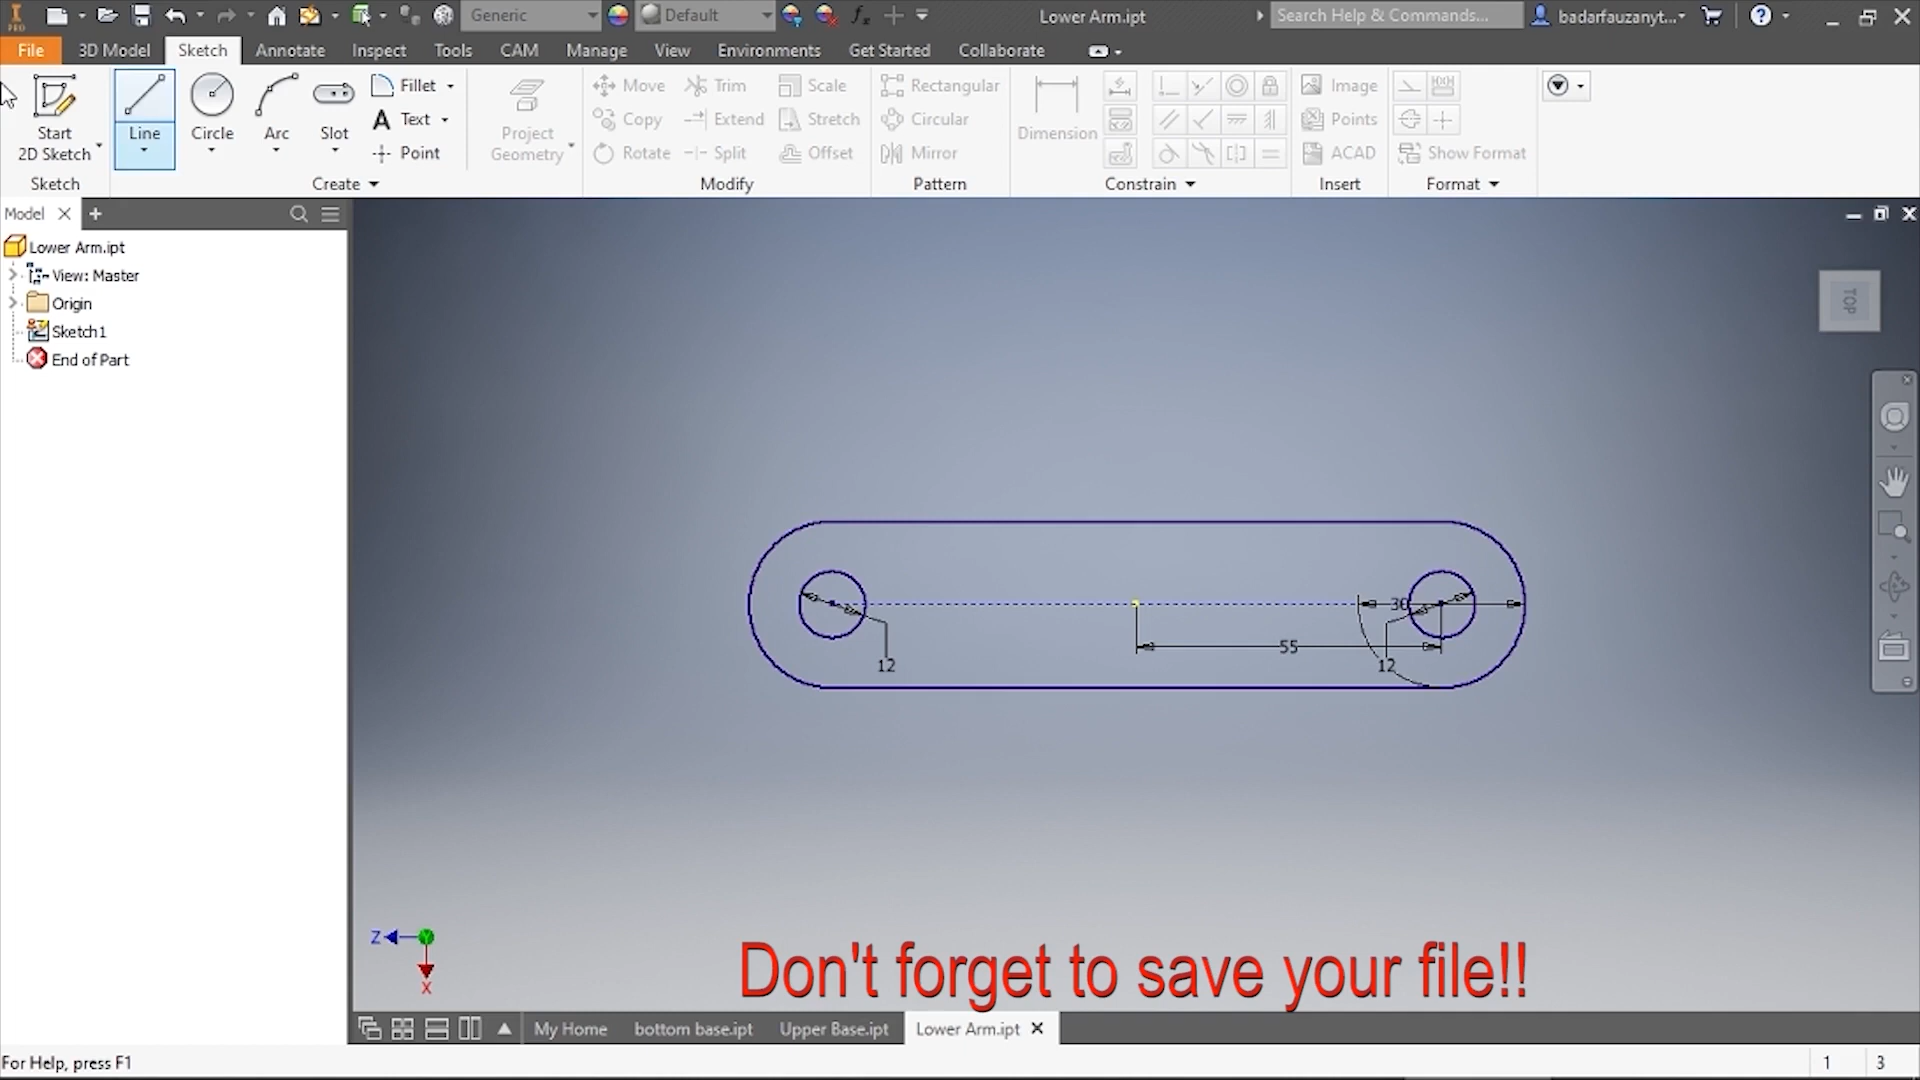 PRO
Generic
Default
Lower Arm.ipt
Search Help & Commands...
badarfauzanyt...
File
3D Model
Sketch
Annotate
Inspect
Tools
CAM
Manage
View
Environments
Get Started
Collaborate
Start
2D Sketch
Line
Circle
Arc
Slot
Fillet
Text
Point
Project
Geometry
Move
Copy
Rotate
Trim
Extend
Split
Scale
Stretch
Offset
Rectangular
Circular
Mirror
Dimension
Image
Points
ACAD
Show Format
Sketch
Create
Modify
Pattern
Constrain
Insert
Format
Model
Lower Arm.ipt
View: Master
Origin
Sketch1
End of Part
TOP
30
55
12
12
Z
X
Don't forget to save your file!!
My Home
bottom base.ipt
Upper Base.ipt
Lower Arm.ipt
For Help, press F1
1
3